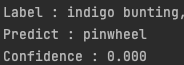 Label : indigo bunting,
Predict : pinwheel
Confidence : 0.000